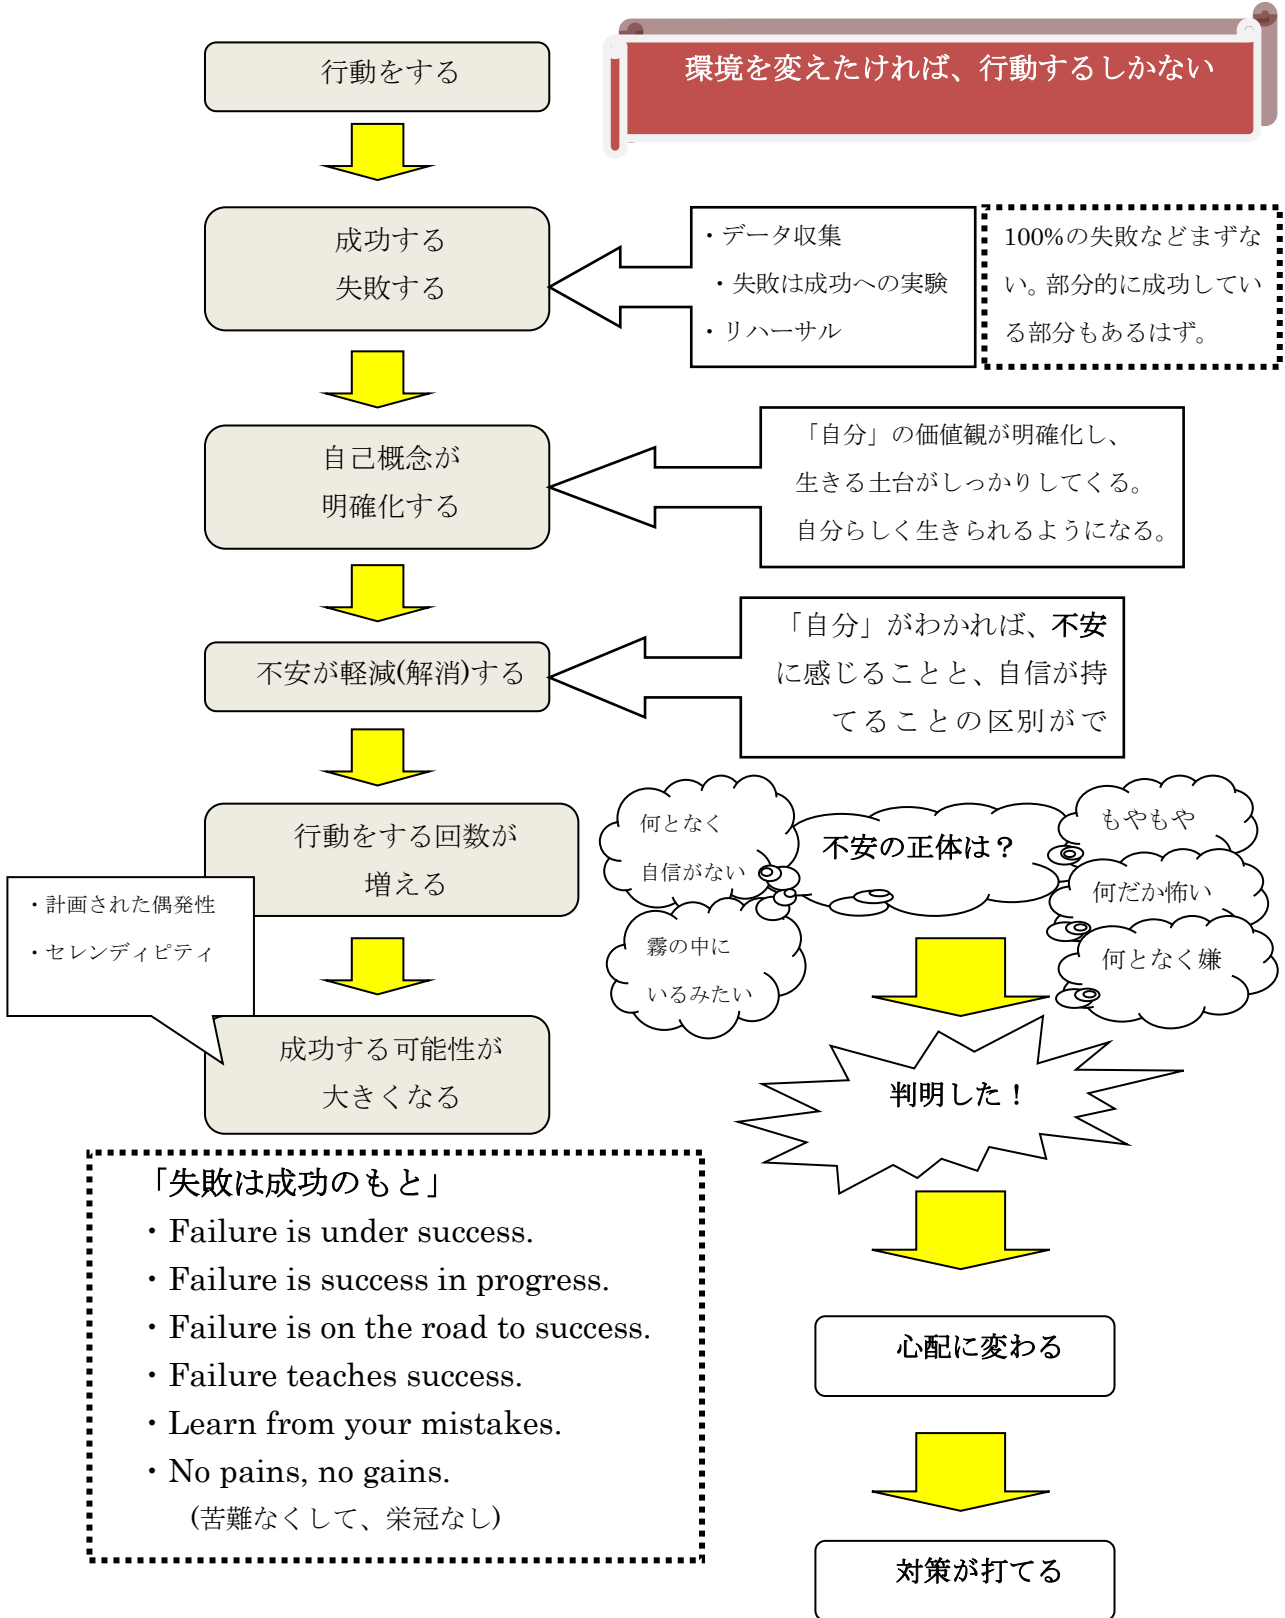 環境を変えたければ、行動するしかない
行動をする
成功する
失敗する
・データ収集
・失敗は成功への実験
・リハーサル
100%の失敗などまずな
い。部分的に成功してい
る部分もあるはず。
自己概念が
明確化する
「自分」の価値観が明確化し、
生きる土台がしっかりしてくる。
自分らしく生きられるようになる。
不安が軽減(解消)する
「自分」がわかれば、不安
に感じることと、自信が持
てることの区別がで
行動をする回数が
増える
・計画された偶発性
・セレンディピティ
成功する可能性が
大きくなる
何となく
自信がない
霧の中に
いるみたい
不安の正体は？
もやもや
何だか怖い
何となく嫌
判明した！
心配に変わる
対策が打てる
「失敗は成功のもと」
・Failure is under success.
・Failure is success in progress.
・Failure is on the road to success.
・Failure teaches success.
・Learn from your mistakes.
・No pains, no gains.
(苦難なくして、栄冠なし)